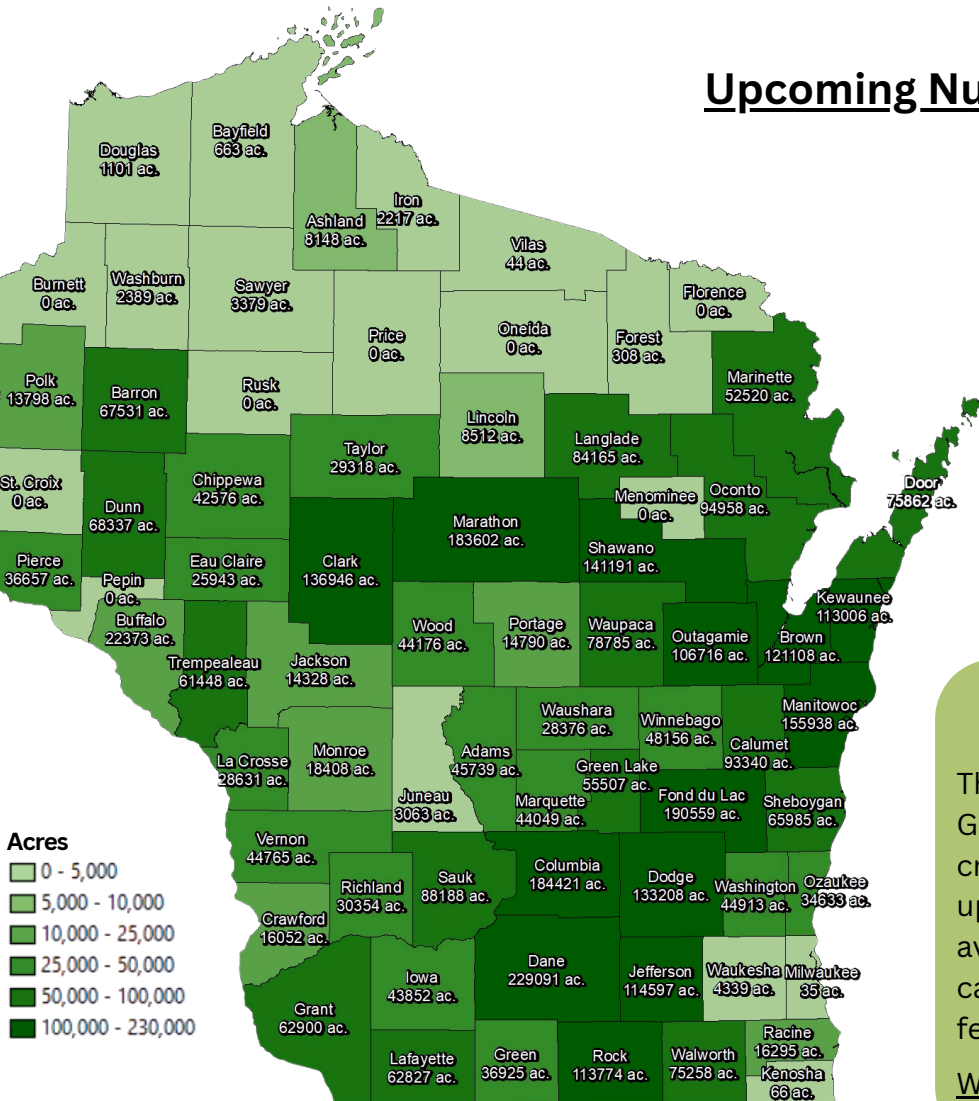 Upcoming Nu
Bayfield
663 ac.
Douglas
1101 ac.
Iron
2217 ac.
Ashland
8148 ac.
Vilas
44 ac.
Burnett
0 ac.
Washburn
2389 ac.
Sawyer
3379 ac.
Florence
0 ac.
Price
0 ac.
Oneida
0 ac.
Forest
308 ac.
Polk
13798 ac.
Barron
67531 ac.
Rusk
0 ac.
Marinette
52520 ac.
Lincoln
8512 ac.
Taylor
29318 ac.
Langlade
84165 ac.
St. Croix
0 ac.
Chippewa
42576 ac.
Menominee
0 ac.
Oconto
94958 ac.
Door
75862 ac.
Dunn
68337 ac.
Marathon
183602 ac.
Pierce
36657 ac.
Eau Claire
25943 ac.
Clark
136946 ac.
Shawano
141191 ac.
Pepin
0 ac.
Kewaunee
113006 ac.
Buffalo
22373 ac.
Wood
44176 ac.
Portage
14790 ac.
Waupaca
78785 ac.
Outagamie
106716 ac.
Brown
121108 ac.
Trempealeau
61448 ac.
Jackson
14328 ac.
Manitowoc
155938 ac.
Waushara
28376 ac.
Winnebago
48156 ac.
Calumet
93340 ac.
La Crosse
28631 ac.
Monroe
18408 ac.
Adams
45739 ac.
Green Lake
55507 ac.
Juneau
3063 ac.
Marquette
44049 ac.
Fond du Lac
190559 ac.
Sheboygan
65985 ac.
Vernon
44765 ac.
Richland
30354 ac.
Sauk
88188 ac.
Columbia
184421 ac.
Dodge
133208 ac.
Washington
44913 ac.
Ozaukee
34633 ac.
Crawford
16052 ac.
Iowa
43852 ac.
Dane
229091 ac.
Jefferson
114597 ac.
Waukesha
4339 ac.
Milwaukee
35 ac.
Grant
62900 ac.
Lafayette
62827 ac.
Green
36925 ac.
Rock
113774 ac.
Walworth
75258 ac.
Racine
16295 ac.
Kenosha
66 ac.
Acres
0 - 5,000
5,000 - 10,000
10,000 - 25,000
25,000 - 50,000
50,000 - 100,000
100,000 - 230,000
Th
G
cr
up
av
ca
fe
W